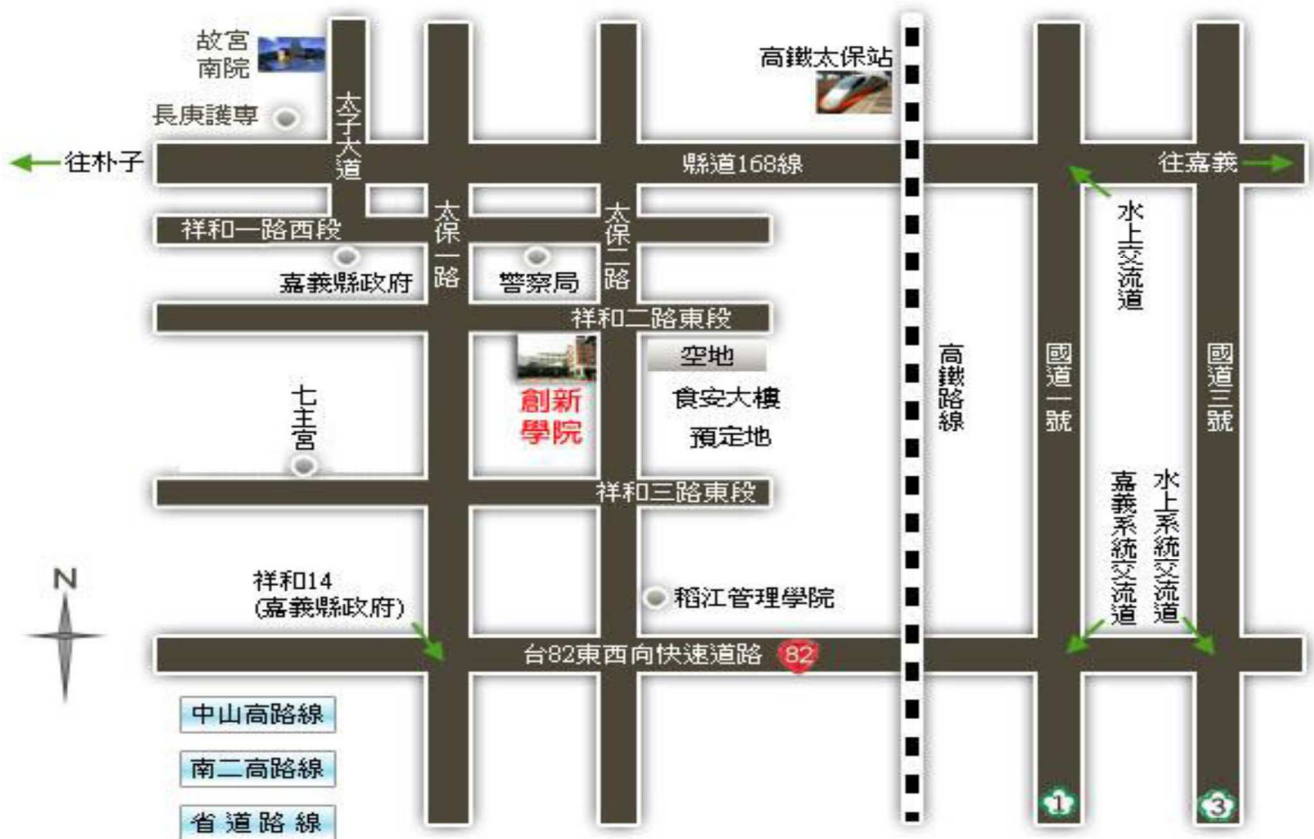 故宮
南院
高鐵太保站
長庚護專
太子大道
往朴子
縣道168線
往嘉義
祥和一路西段
太保一路
太保二路
水上交流道
嘉義縣政府
警察局
祥和二路東段
空地
高鐵路線
國道一號
國道三號
七主宮
創新
學院
食安大樓
預定地
祥和三路東段
嘉義系統交流道
水上系統交流道
N
祥和14
(嘉義縣政府)
稻江管理學院
台82東西向快速道路
82
中山高路線
南二高路線
省道路線
1
3